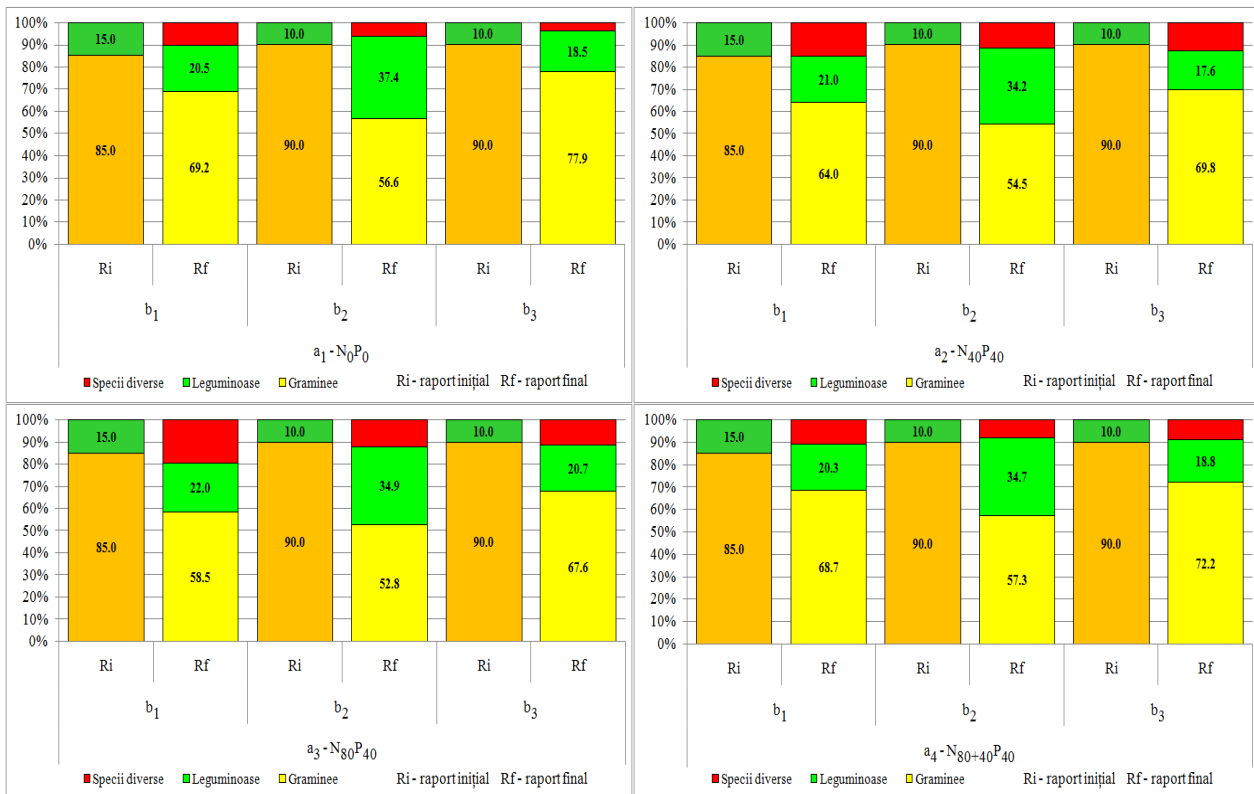 100%
90%
80%
70%
60%
50%
40%
30%
20%
10%
0%
15.0 20.5 10.0 37.4 10.0 18.5
85.0 69.2 90.0 56.6 90.0 77.9
Ri Rf Ri Rf Ri Rf
b1 b2 b3
a1 - N0P0
Specii diverse Leguminoase Graminee Ri - raport inițial Rf - raport final
100%
90%
80%
70%
60%
50%
40%
30%
20%
10%
0%
15.0 21.0 10.0 34.2 10.0 17.6
85.0 64.0 90.0 54.5 90.0 69.8
Ri Rf Ri Rf Ri Rf
b1 b2 b3
a2 - N40P40
Specii diverse Leguminoase Graminee Ri - raport inițial Rf - raport final
100%
90%
80%
70%
60%
50%
40%
30%
20%
10%
0%
15.0 22.0 10.0 34.9 10.0 20.7
85.0 58.5 90.0 52.8 90.0 67.6
Ri Rf Ri Rf Ri Rf
b1 b2 b3
a3 - N80P40
Specii diverse Leguminoase Graminee Ri - raport inițial Rf - raport final
100%
90%
80%
70%
60%
50%
40%
30%
20%
10%
0%
15.0 20.3 10.0 34.7 10.0 18.8
85.0 68.7 90.0 57.3 90.0 72.2
Ri Rf Ri Rf Ri Rf
b1 b2 b3
a4 - N80+40P40
Specii diverse Leguminoase Graminee Ri - raport inițial Rf - raport final